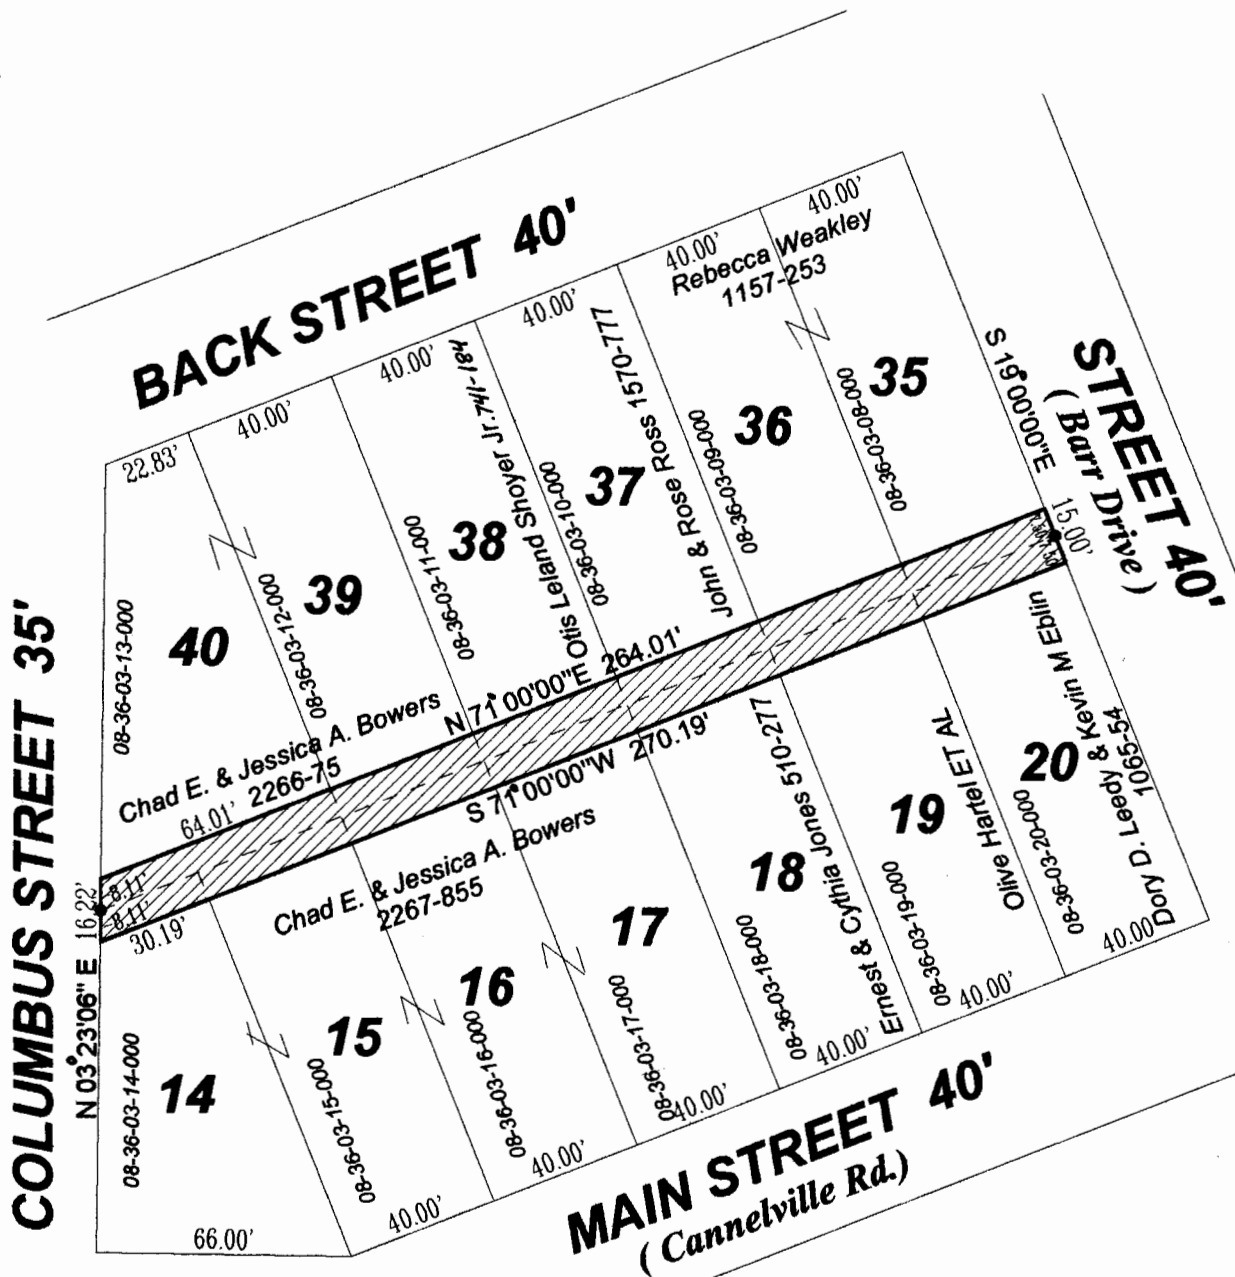 BACK STREET 40'
22.83'
40.00'
40.00'
40.00'
40.00'
40.00'
Rebecca Weakley
1157-253
35
08-36-03-08-000
36
08-36-03-09-000
John & Rose Ross 1570-777
37
08-36-03-10-000
Otis Leland Shoyer Jr. 741-184
38
08-36-03-11-000
39
08-36-03-12-000
40
08-36-03-13-000
Chad E. & Jessica A. Bowers
2266-75
64.01'
N 71°00'00"E 264.01'
S 71°00'00"W 270.19'
S 19°00'00"E
15.00'
STREET 40'
( Barr Drive )
COLUMBUS STREET 35'
N 03°23'06" E
16.22'
8.11'
8.11'
30.19'
Chad E. & Jessica A. Bowers
2267-855
14
08-36-03-14-000
15
08-36-03-15-000
16
08-36-03-16-000
17
08-36-03-17-000
18
08-36-03-18-000
Ernest & Cythia Jones 510-277
19
08-36-03-19-000
Olive Hartel ET AL
20
08-36-03-20-000
Dory D. Leedy & Kevin M Eblin
1065-54
66.00'
40.00'
40.00'
40.00'
40.00'
40.00'
40.00
MAIN STREET 40'
( Cannelville Rd.)